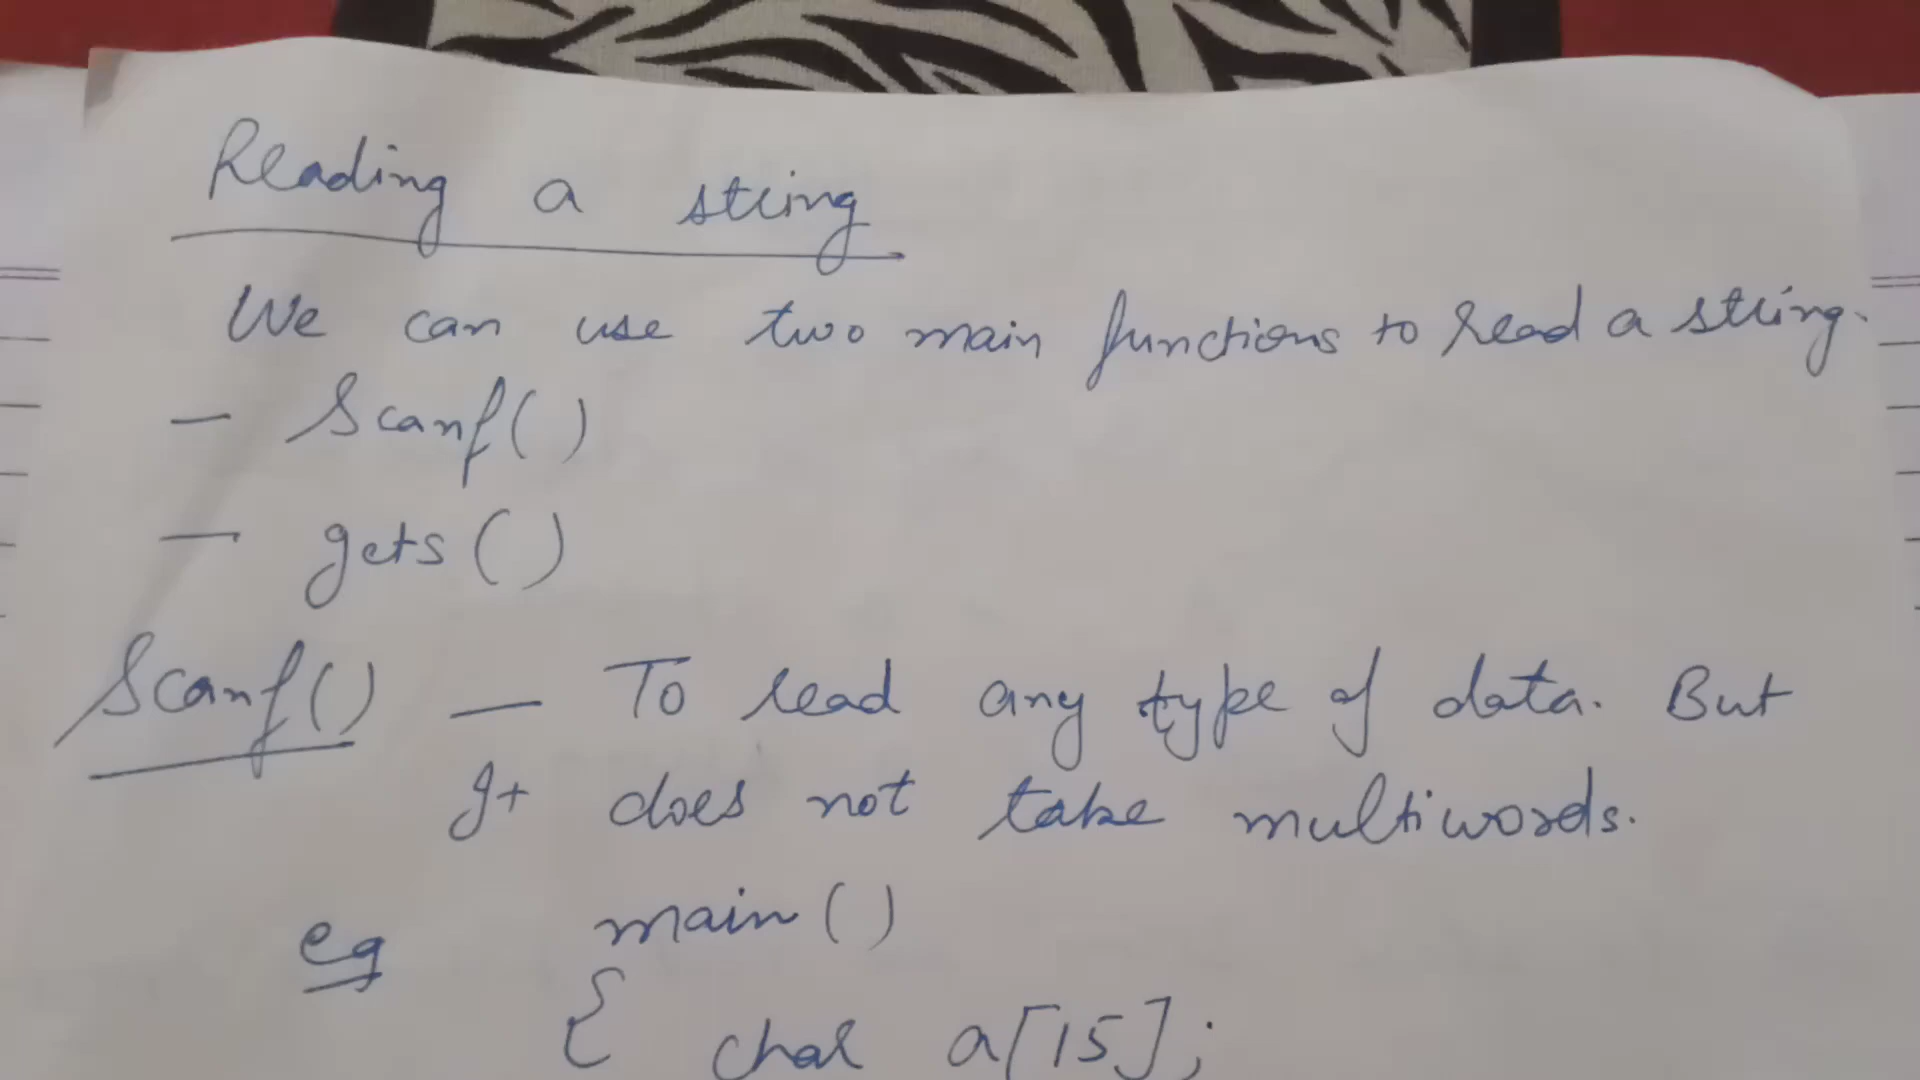 Reading a string
We can use two main functions to read a string.
- Scanf()
- gets()
Scanf() - To read any type of data. But
It does not take multiwords.
eg main()
{ char a[15];